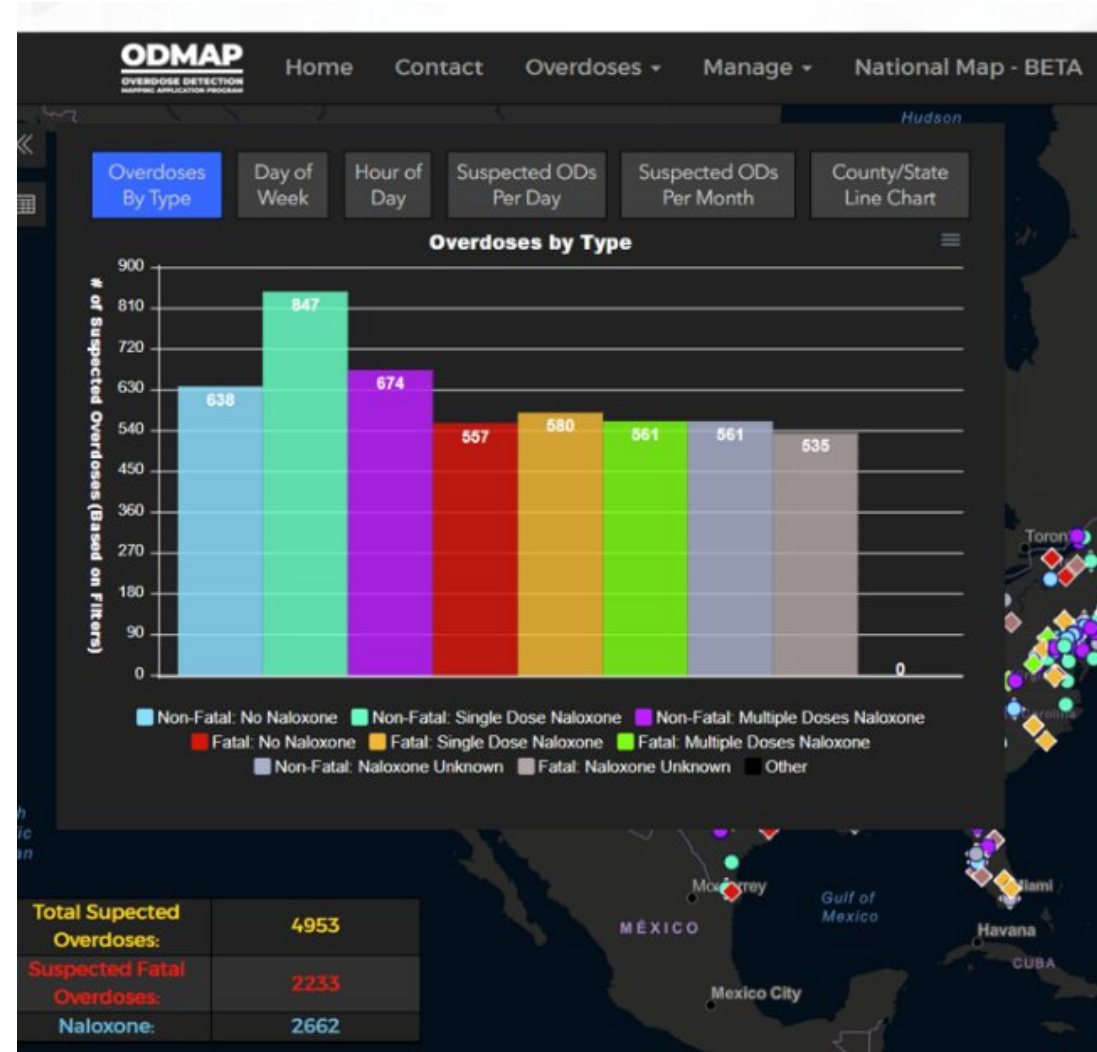 ODMAP
OVERDOSE DETECTION
MAPPING APPLICATION PROGRAM
Home Contact Overdoses Manage National Map - BETA
Hudson
Overdoses By Type
Day of Week
Hour of Day
Suspected ODs Per Day
Suspected ODs Per Month
County/State Line Chart
Overdoses by Type
# of Suspected Overdoses (Based on Filters)
900
810
720
630
540
450
360
270
180
90
0
638
847
674
557
580
561
561
535
0
Non-Fatal: No Naloxone Non-Fatal: Single Dose Naloxone Non-Fatal: Multiple Doses Naloxone
Fatal: No Naloxone Fatal: Single Dose Naloxone Fatal: Multiple Doses Naloxone
Non-Fatal: Naloxone Unknown Fatal: Naloxone Unknown Other
Gulf of
Mexico
MÉXICO
Havana
CUBA
Mexico City
Total Supected
Overdoses:
4953
Suspected Fatal
Overdoses:
2233
Naloxone: 2662